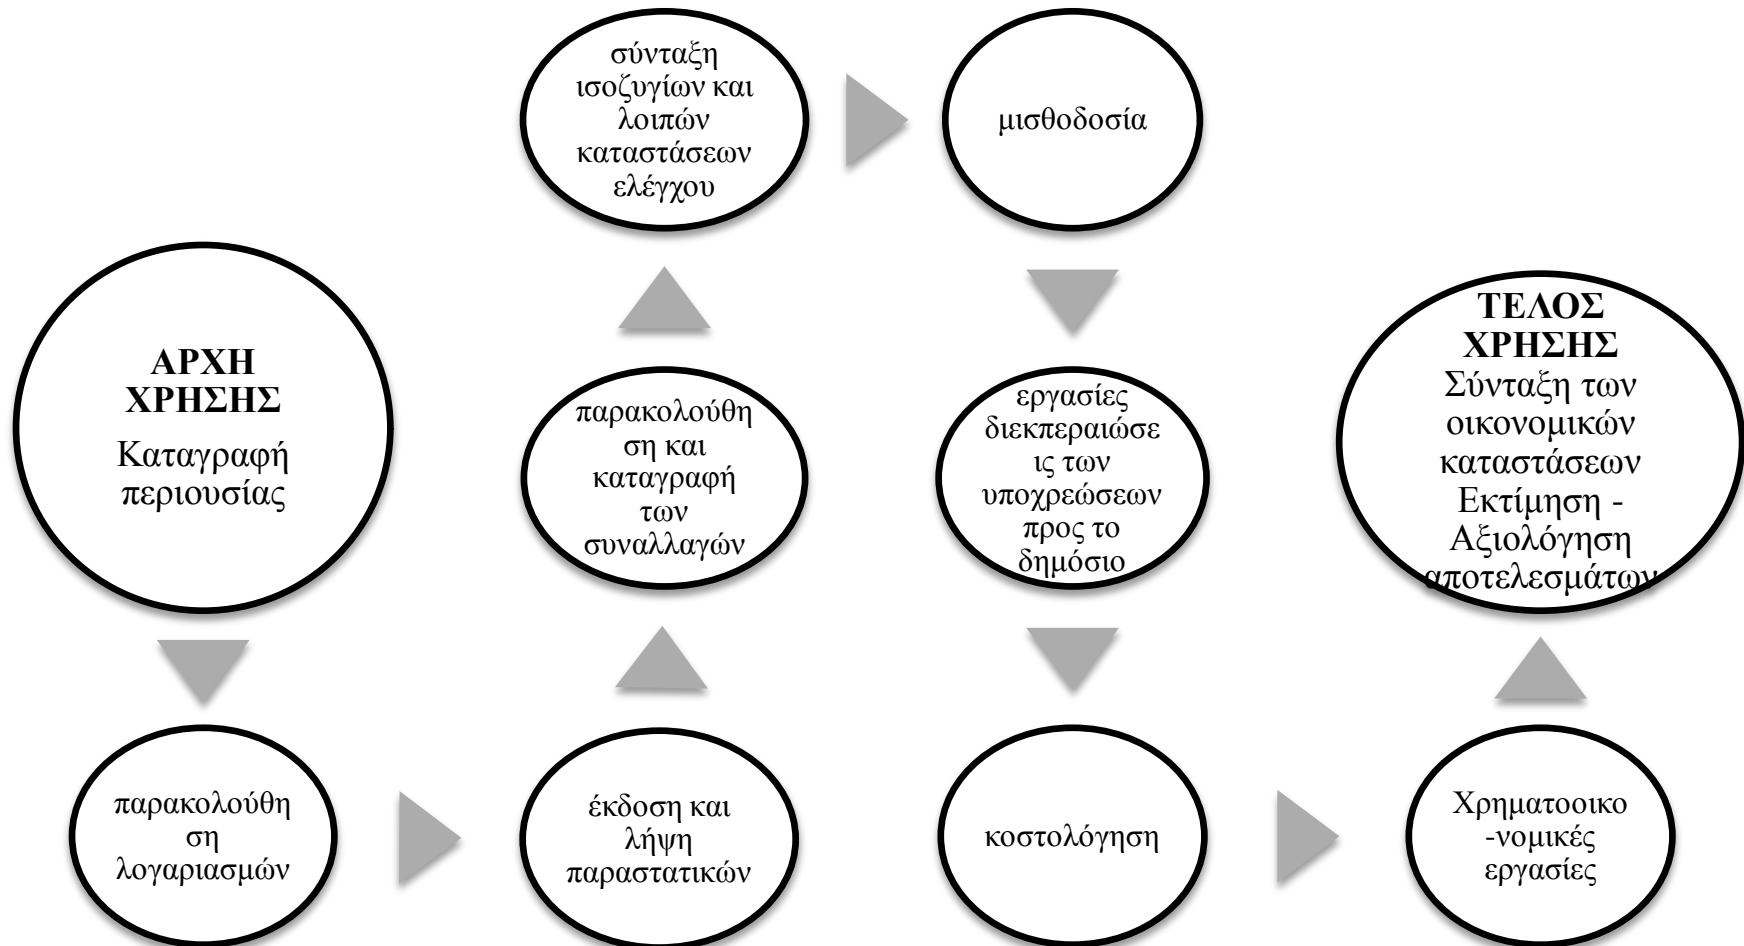 ΑΡΧΗ
ΧΡΗΣΗΣ
Καταγραφή
περιουσίας
παρακολούθη
ση
λογαριασμών
έκδοση και
λήψη
παραστατικών
παρακολούθη
ση και
καταγραφή
των
συναλλαγών
σύνταξη
ισοζυγίων και
λοιπών
καταστάσεων
ελέγχου
μισθοδοσία
εργασίες
διεκπεραιώσε
ις των
υποχρεώσεων
προς το
δημόσιο
κοστολόγηση
Χρηματοοικο
-νομικές
εργασίες
ΤΕΛΟΣ
ΧΡΗΣΗΣ
Σύνταξη των
οικονομικών
καταστάσεων
Εκτίμηση -
Αξιολόγηση
αποτελεσμάτων